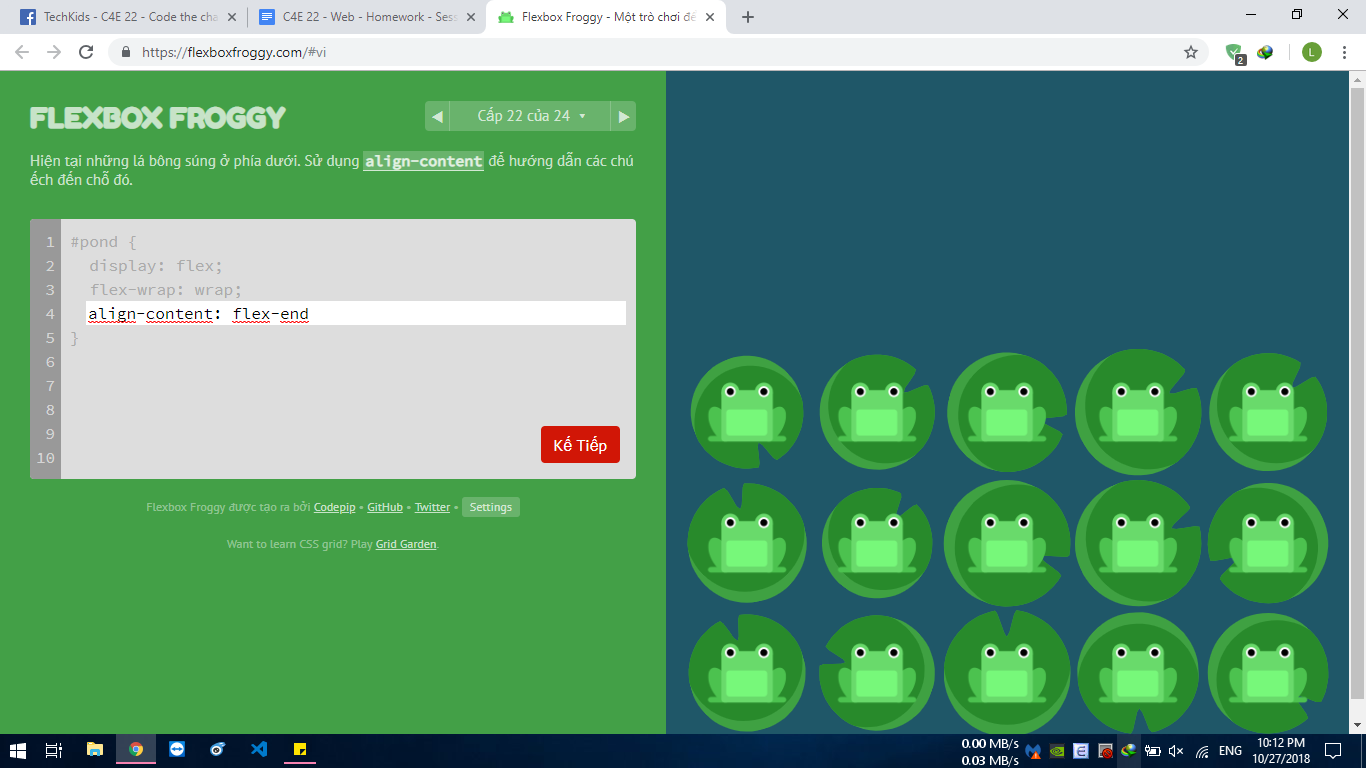 TechKids - C4E 22 - Code the cha
C4E 22 - Web - Homework - Sess
Flexbox Froggy - Một trò chơi để
https://flexboxfroggy.com/#vi
2
L
FLEXBOX FROGGY
◀ Cấp 22 của 24 ▼ ▶
Hiện tại những lá bông súng ở phía dưới. Sử dụng align-content để hướng dẫn các chú
ếch đến chỗ đó.
1 #pond {
2 display: flex;
3 flex-wrap: wrap;
4 align-content: flex-end
5 }
6
7
8
9
10
Kế Tiếp
Flexbox Froggy được tạo ra bởi Codepip • GitHub • Twitter • Settings
Want to learn CSS grid? Play Grid Garden.
0.00 MB/s
0.03 MB/s
ENG
10:12 PM
10/27/2018